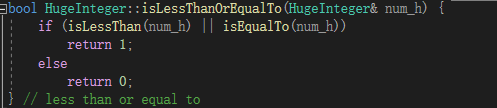 bool HugeInteger::isLessThanOrEqualTo(HugeInteger& num_h) {
    if (isLessThan(num_h) || isEqualTo(num_h))
        return 1;
    else
        return 0;
} // less than or equal to